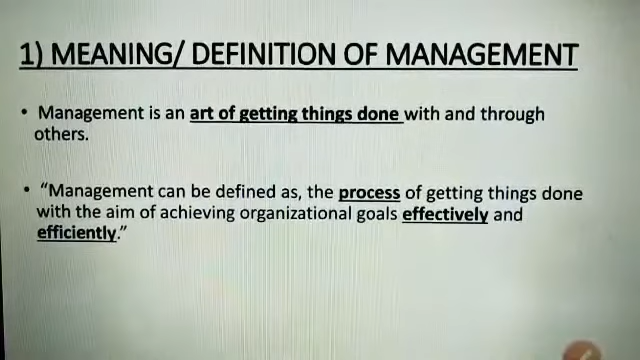 1) MEANING/ DEFINITION OF MANAGEMENT
• Management is an art of getting things done with and through
others.
• “Management can be defined as, the process of getting things done
with the aim of achieving organizational goals effectively and
efficiently.”